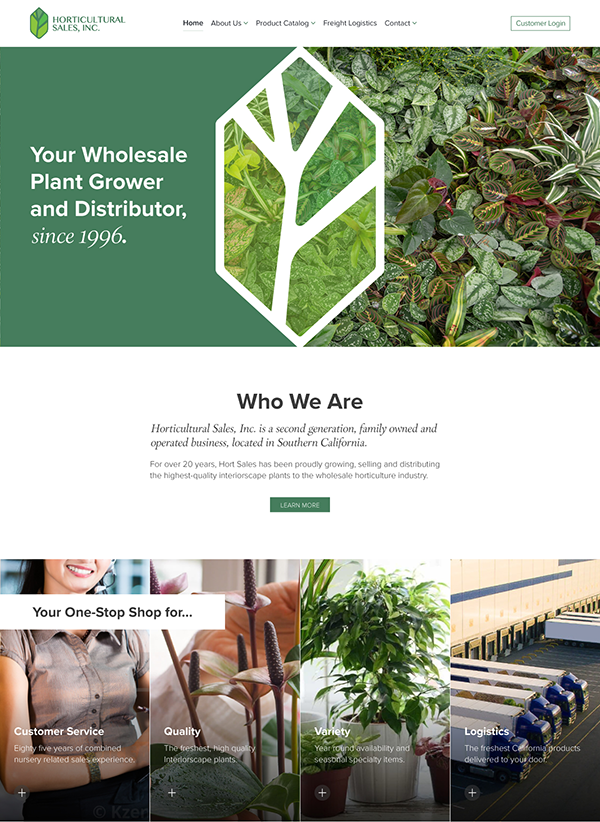 HORTICULTURAL
SALES, INC.
Home About Us Product Catalog Freight Logistics Contact Customer Login
Your Wholesale
Plant Grower
and Distributor,
since 1996.
Who We Are
Horticultural Sales, Inc. is a second generation, family owned and
operated business, located in Southern California.
For over 20 years, Hort Sales has been proudly growing, selling and distributing
the highest-quality interiorscape plants to the wholesale horticulture industry.
LEARN MORE
Your One-Stop Shop for...
Customer Service
Eighty five years of combined
nursery related sales experience.
Quality
The freshest, high quality
Interiorscape plants.
Variety
Year round availability and
seasonal specialty items.
Logistics
The freshest California products
delivered to your door.
+ + + +